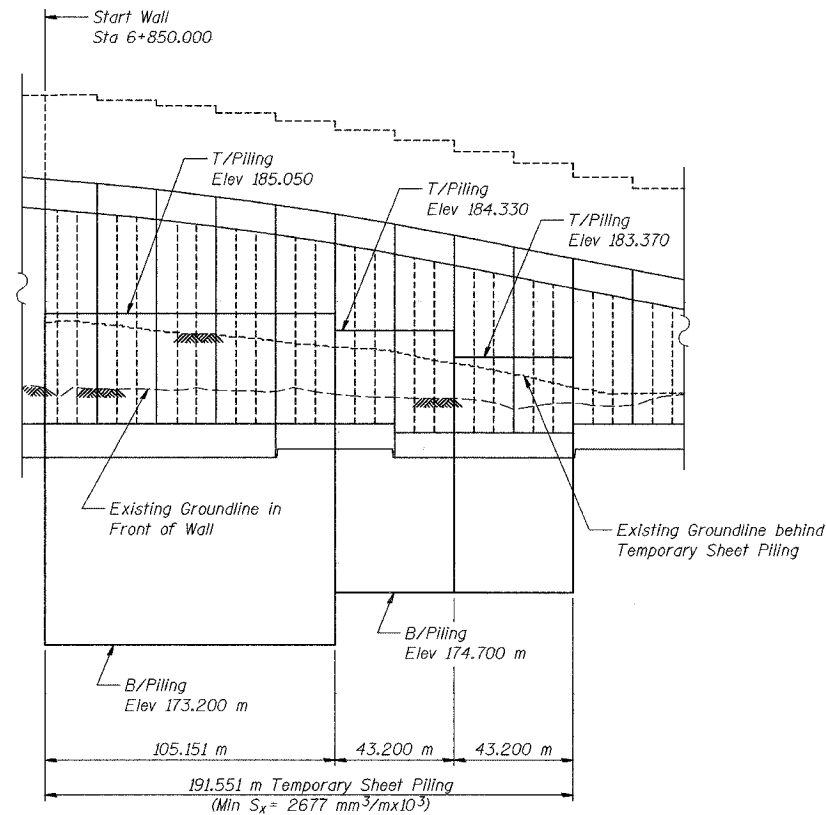 Start Wall
Sta 6+850.000
T/Piling
Elev 185.050
T/Piling
Elev 184.330
T/Piling
Elev 183.370
Existing Groundline in
Front of Wall
Existing Groundline behind
Temporary Sheet Piling
B/Piling
Elev 174.700 m
B/Piling
Elev 173.200 m
105.151 m
43.200 m
43.200 m
191.551 m Temporary Sheet Piling
(Min Sx= 2677 mm³/mx10³)